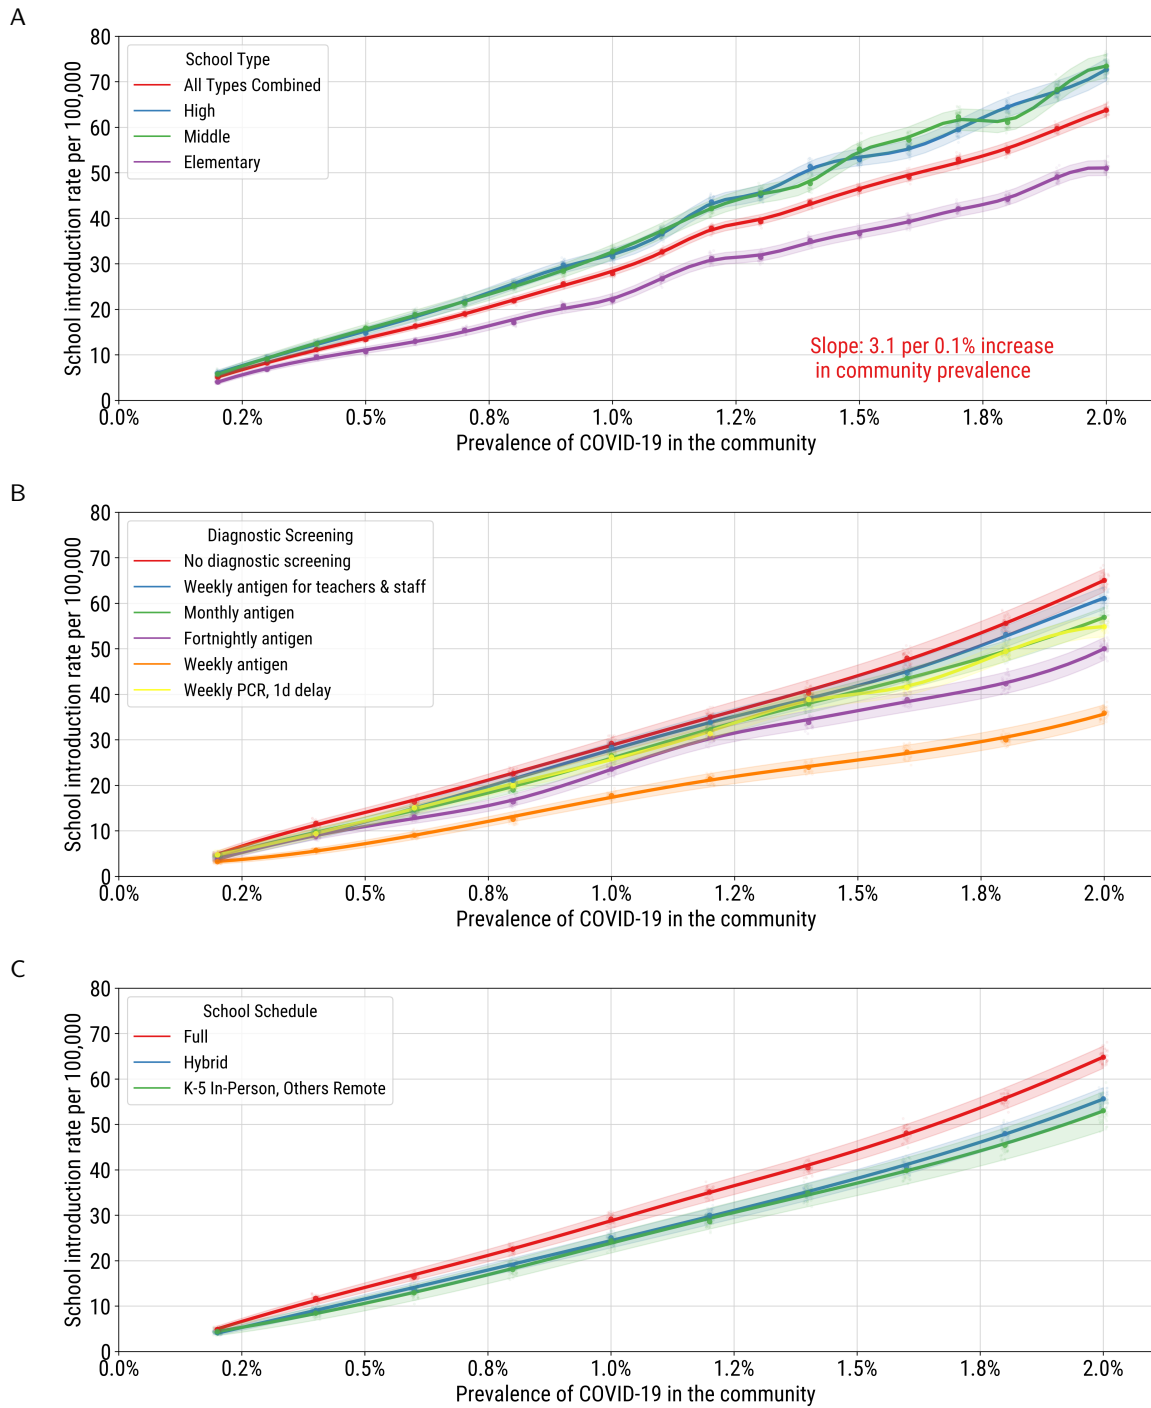 A
School introduction rate per 100,000
80
70
60
50
40
30
20
10
0
School Type
All Types Combined
High
Middle
Elementary
Slope: 3.1 per 0.1% increase
in community prevalence
0.0% 0.2% 0.5% 0.8% 1.0% 1.2% 1.5% 1.8% 2.0%
Prevalence of COVID-19 in the community
B
School introduction rate per 100,000
80
70
60
50
40
30
20
10
0
Diagnostic Screening
No diagnostic screening
Weekly antigen for teachers & staff
Monthly antigen
Fortnightly antigen
Weekly antigen
Weekly PCR, 1d delay
0.0% 0.2% 0.5% 0.8% 1.0% 1.2% 1.5% 1.8% 2.0%
Prevalence of COVID-19 in the community
C
School introduction rate per 100,000
80
70
60
50
40
30
20
10
0
School Schedule
Full
Hybrid
K-5 In-Person, Others Remote
0.0% 0.2% 0.5% 0.8% 1.0% 1.2% 1.5% 1.8% 2.0%
Prevalence of COVID-19 in the community